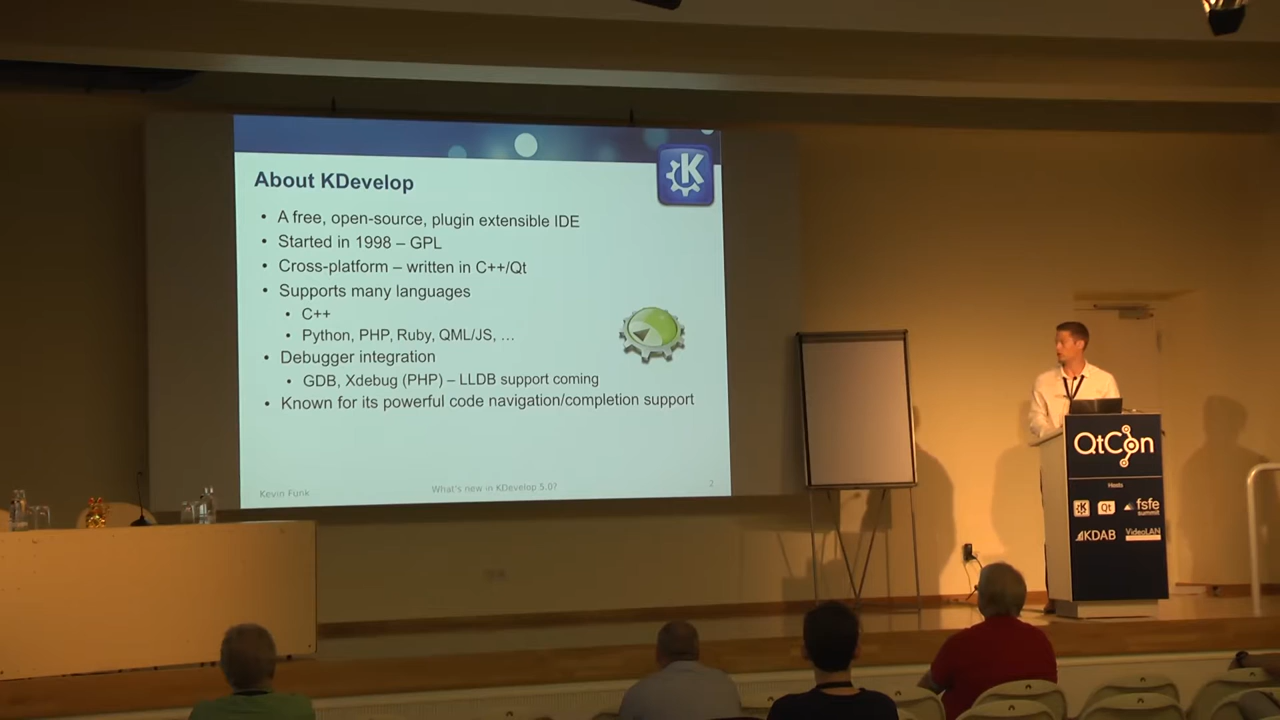 About KDevelop
• A free, open-source, plugin extensible IDE
• Started in 1998 – GPL
• Cross-platform – written in C++/Qt
• Supports many languages
• C++
• Python, PHP, Ruby, QML/JS, …
• Debugger integration
• GDB, Xdebug (PHP) – LLDB support coming
• Known for its powerful code navigation/completion support
Kevin Funk
What's new in KDevelop 5.0?
2
K
QtCon
Hosts
K
Qt
fsfe
summit
KDAB
VideoLAN